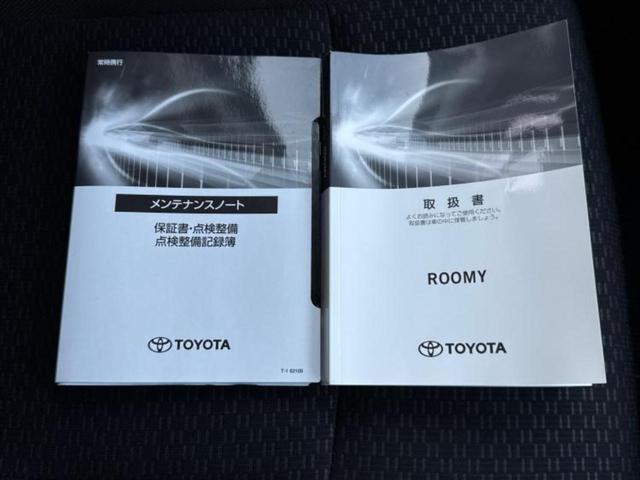 常時携行
メンテナンスノート
保証書・点検整備
点検整備記録簿
TOYOTA
取扱書
よくお読みになってご使用ください。
取扱書は車の中に保管しましょう。
ROOMY
TOYOTA